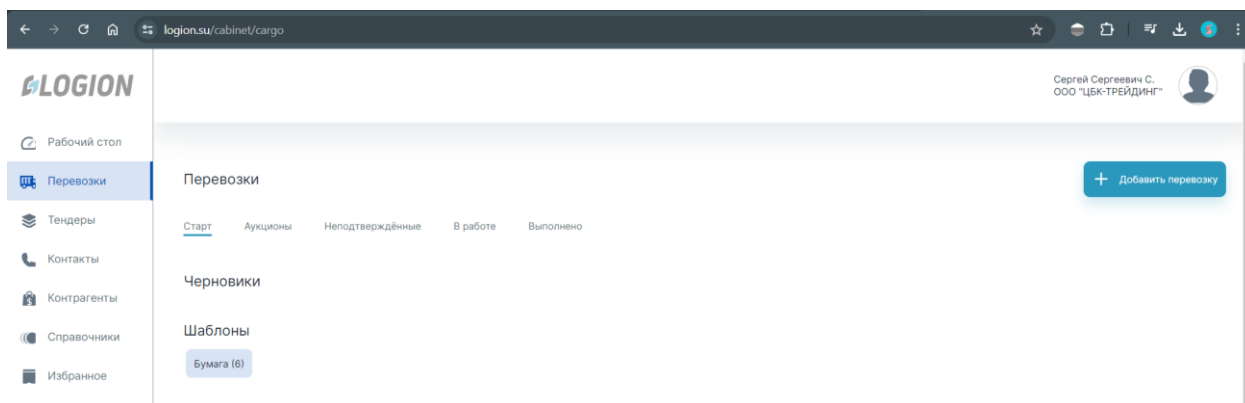 logion.su/cabinet/cargo
LOGION
Сергей Сергеевич С.
ООО "ЦБК-ТРЕЙДИНГ"
Рабочий стол
Перевозки
Тендеры
Контакты
Контрагенты
Справочники
Избранное
Перевозки
+ Добавить перевозку
Старт Аукционы Неподтверждённые В работе Выполнено
Черновики
Шаблоны
Бумага (6)